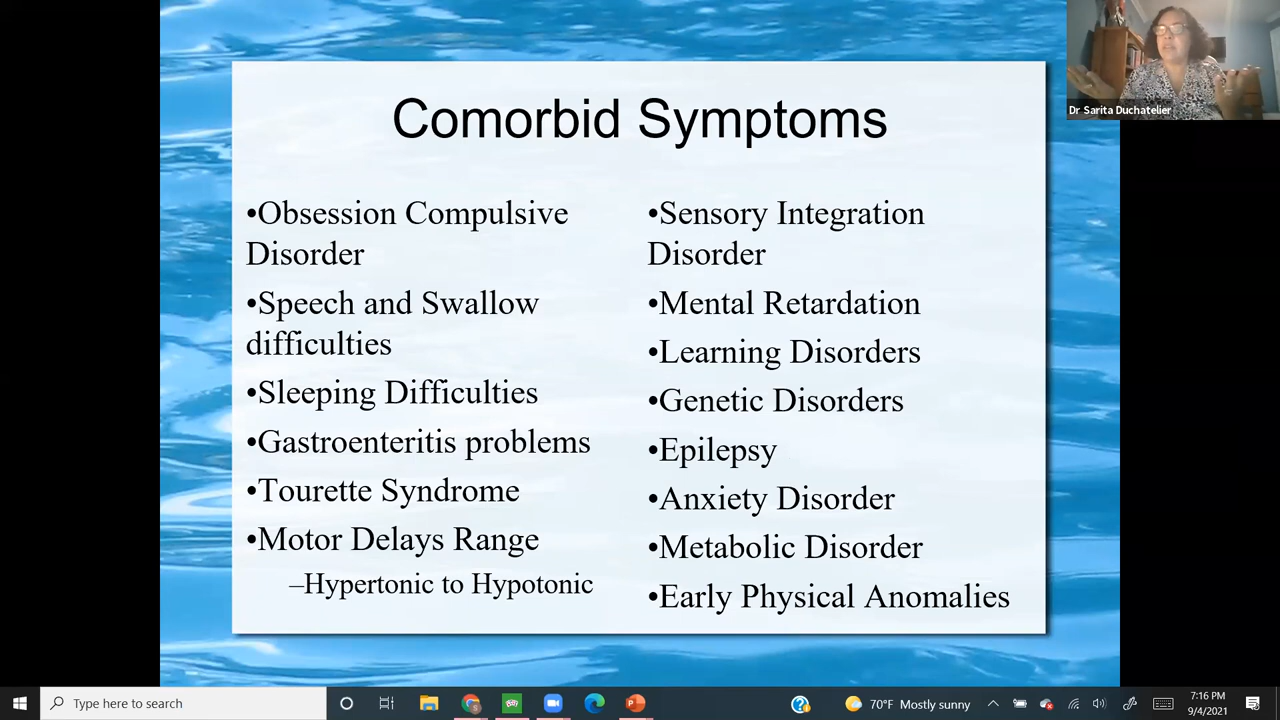 Comorbid Symptoms
•Obsession Compulsive
Disorder
•Speech and Swallow
difficulties
•Sleeping Difficulties
•Gastroenteritis problems
•Tourette Syndrome
•Motor Delays Range
–Hypertonic to Hypotonic
•Sensory Integration
Disorder
•Mental Retardation
•Learning Disorders
•Genetic Disorders
•Epilepsy
•Anxiety Disorder
•Metabolic Disorder
•Early Physical Anomalies
Dr Sarita Duchatelier
Type here to search
70°F Mostly sunny
7:16 PM
9/4/2021